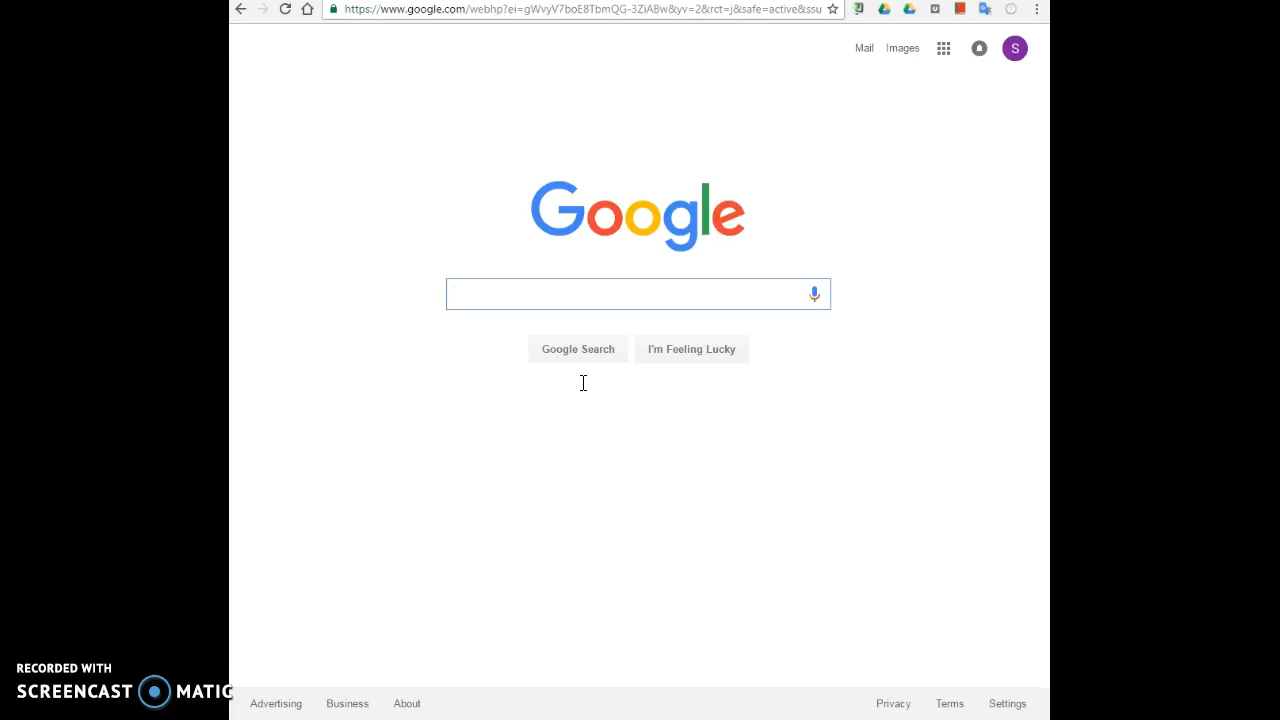 https://www.google.com/webhp?ei=gWvyV7boE8TbmQG-3ZiABw&yv=2&rct=j&safe=active&ssu
Mail Images S
Google
Google Search I'm Feeling Lucky
RECORDED WITH
SCREENCAST MATIC
Advertising Business About Privacy Terms Settings